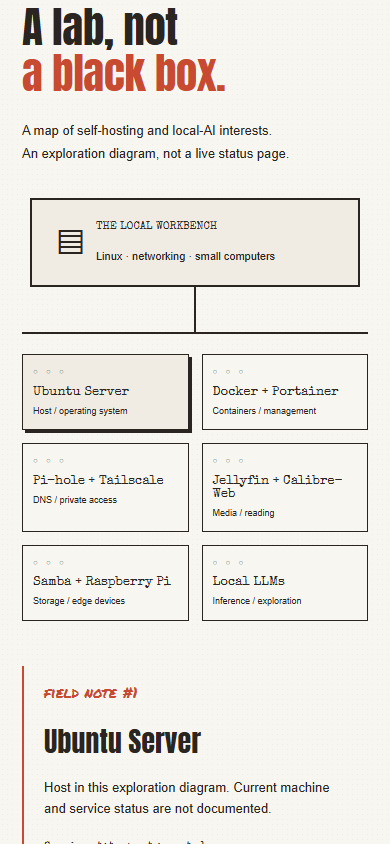 A lab, not
a black box.
A map of self-hosting and local-AI interests.
An exploration diagram, not a live status page.
THE LOCAL WORKBENCH
Linux · networking · small computers
Ubuntu Server
Host / operating system
Docker + Portainer
Containers / management
Pi-hole + Tailscale
DNS / private access
Jellyfin + Calibre-
Web
Media / reading
Samba + Raspberry Pi
Storage / edge devices
Local LLMs
Inference / exploration
FIELD NOTE #1
Ubuntu Server
Host in this exploration diagram. Current machine
and service status are not documented.